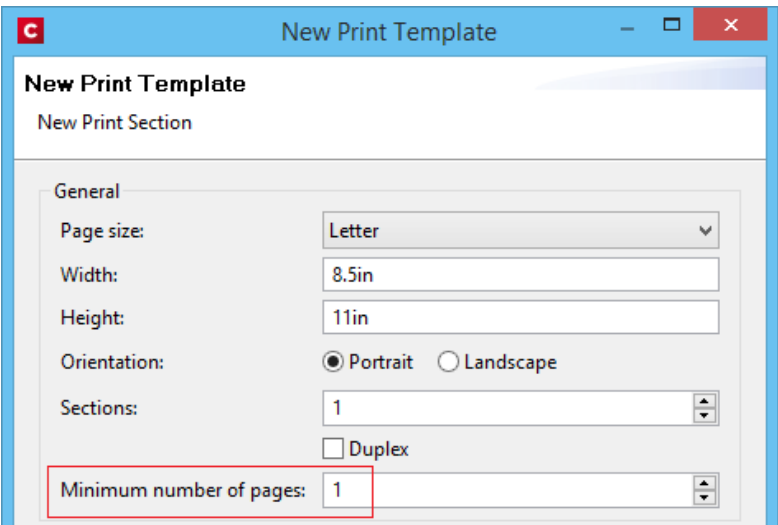 C New Print Template
New Print Template
New Print Section
General
Page size: Letter
Width: 8.5in
Height: 11in
Orientation: Portrait Landscape
Sections: 1
Duplex
Minimum number of pages: 1